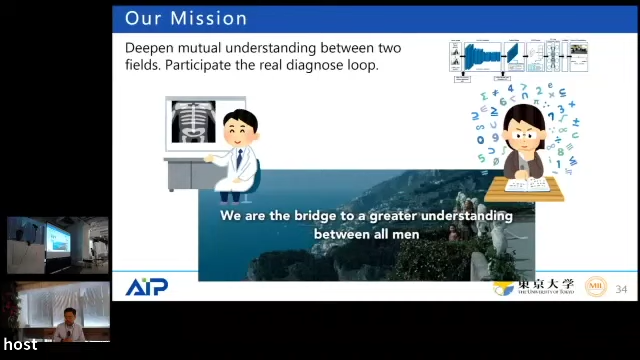 Our Mission
Deepen mutual understanding between two
fields. Participate the real diagnose loop.
We are the bridge to a greater understanding
between all men
AIP
東京大学
THE UNIVERSITY OF TOKYO
MIL
34
host